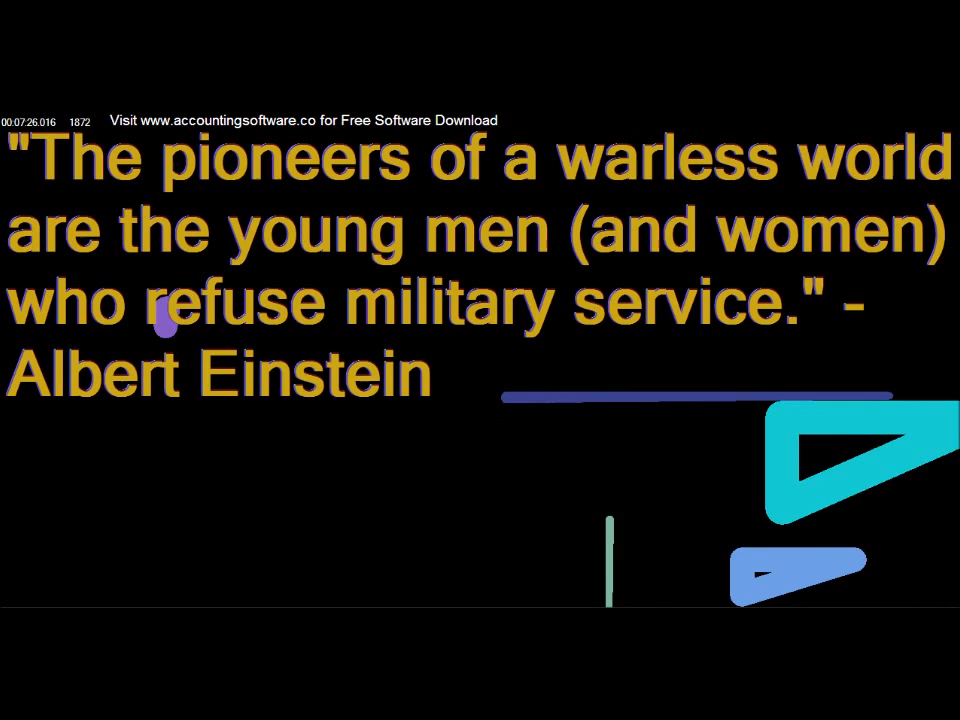 00:07:26.016 1872 Visit www.accountingsoftware.co for Free Software Download
"The pioneers of a warless world
are the young men (and women)
who refuse military service." -
Albert Einstein